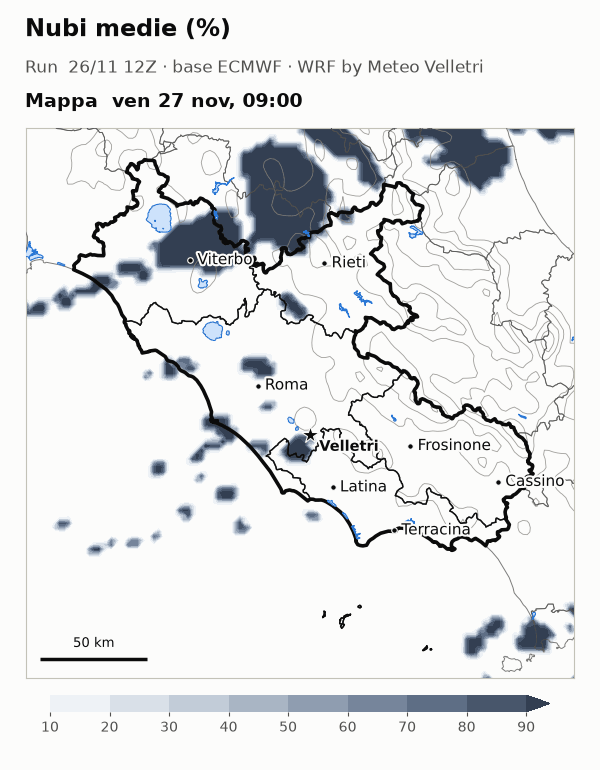 Nubi medie (%)
Run  26/11 12Z · base ECMWF · WRF by Meteo Velletri
Mappa  ven 27 nov, 09:00
Viterbo
Rieti
Roma
Velletri
Frosinone
Latina
Cassino
Terracina
50 km
10 20 30 40 50 60 70 80 90